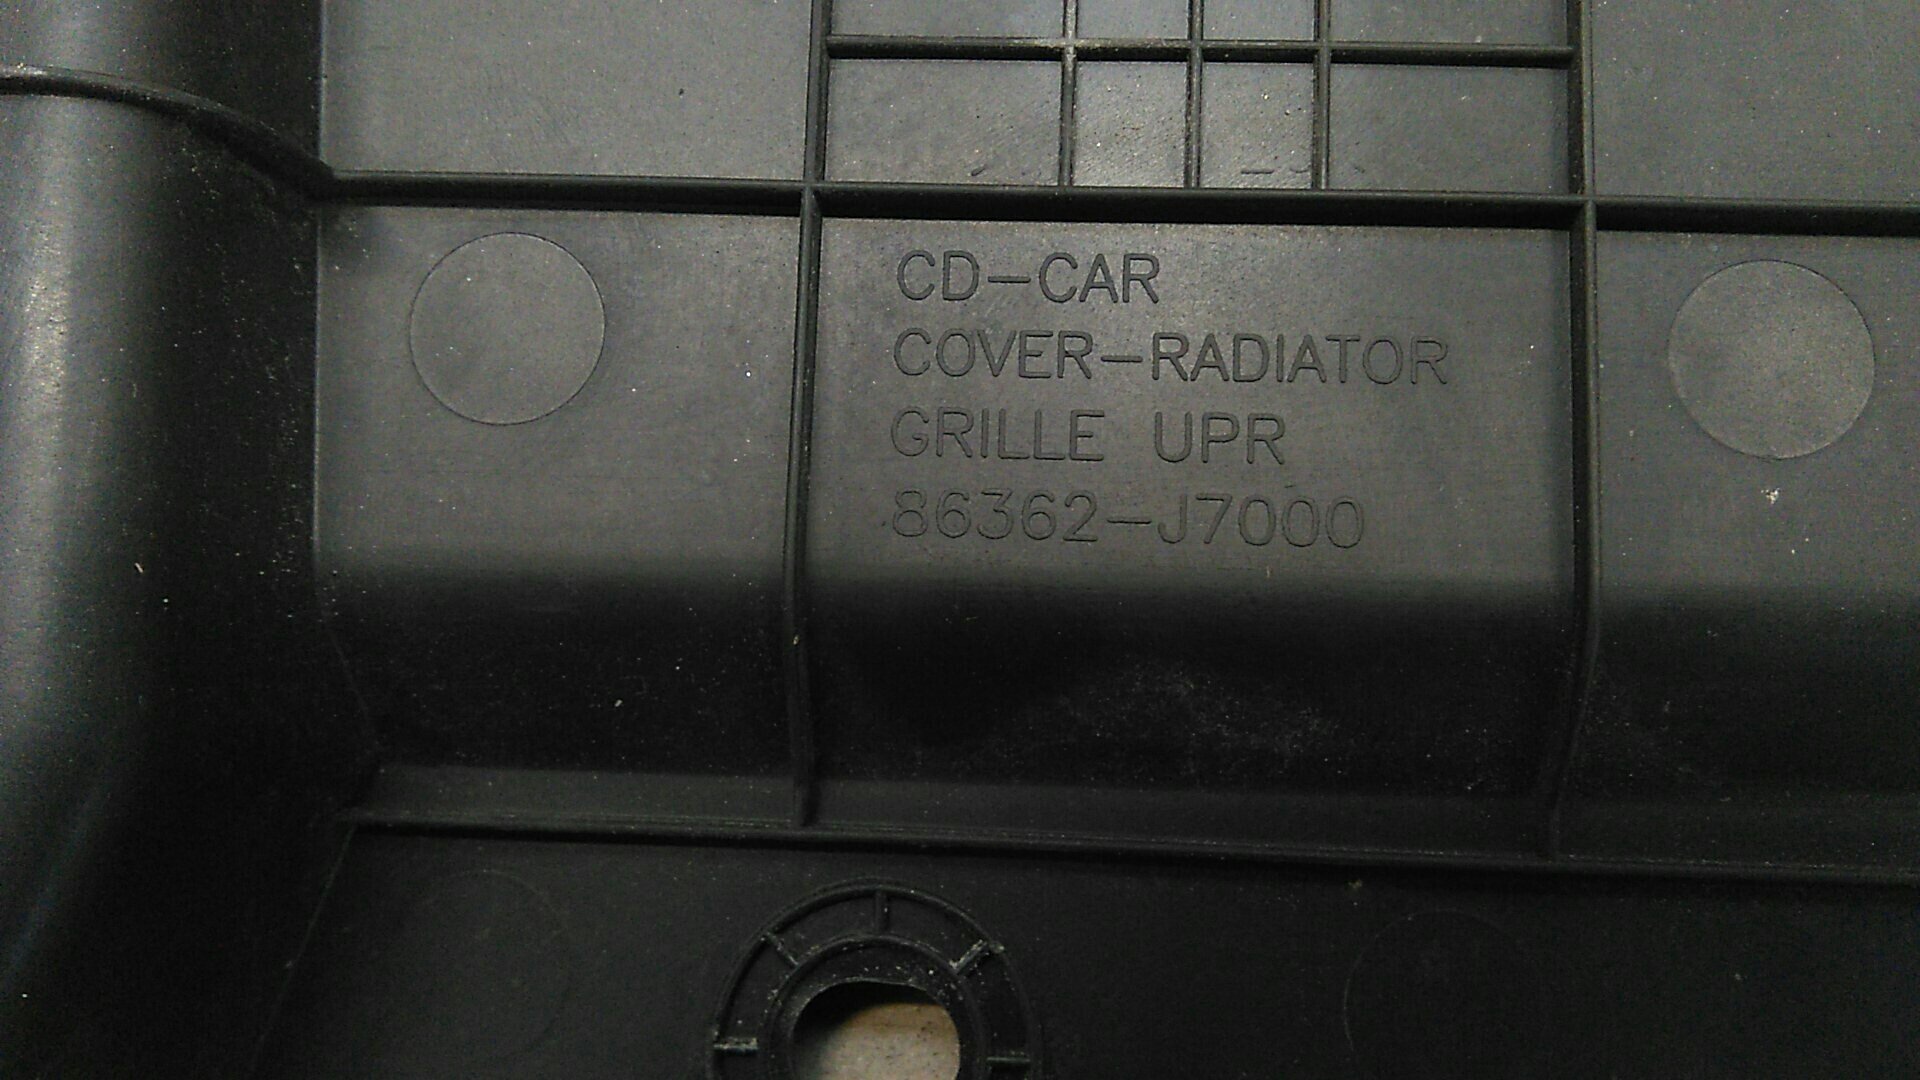 CD-CAR
COVER-RADIATOR
GRILLE UPR
86362-J7000